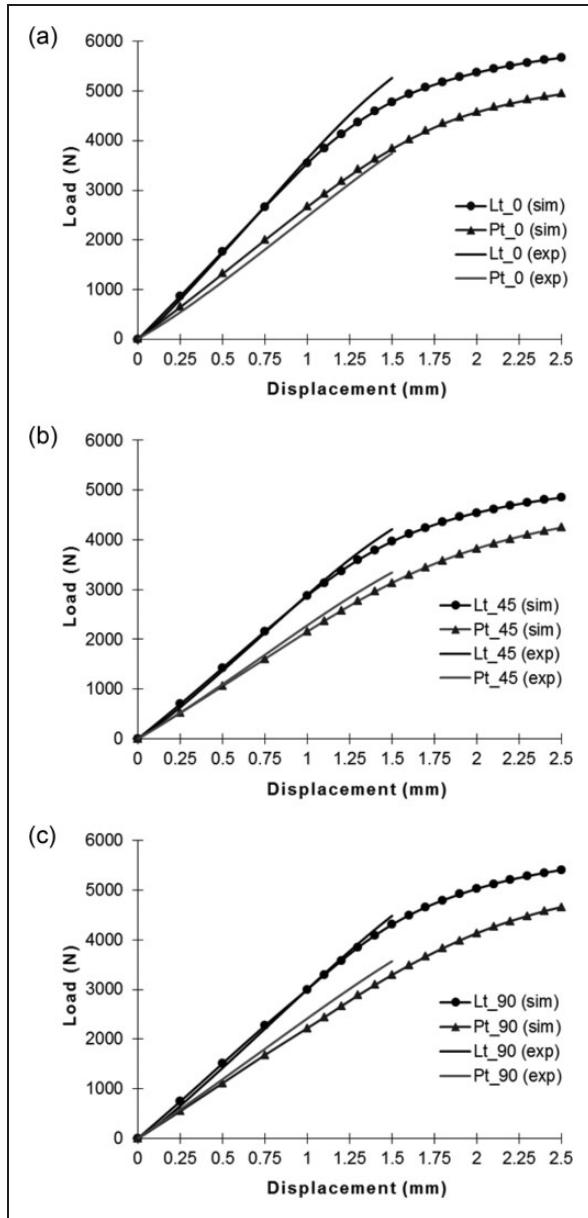 (a)
6000
5000
4000
3000
2000
1000
0
Load (N)
Lt_0 (sim)
Pt_0 (sim)
Lt_0 (exp)
Pt_0 (exp)
0 0.25 0.5 0.75 1 1.25 1.5 1.75 2 2.25 2.5
Displacement (mm)
(b)
6000
5000
4000
3000
2000
1000
0
Load (N)
Lt_45 (sim)
Pt_45 (sim)
Lt_45 (exp)
Pt_45 (exp)
0 0.25 0.5 0.75 1 1.25 1.5 1.75 2 2.25 2.5
Displacement (mm)
(c)
6000
5000
4000
3000
2000
1000
0
Load (N)
Lt_90 (sim)
Pt_90 (sim)
Lt_90 (exp)
Pt_90 (exp)
0 0.25 0.5 0.75 1 1.25 1.5 1.75 2 2.25 2.5
Displacement (mm)